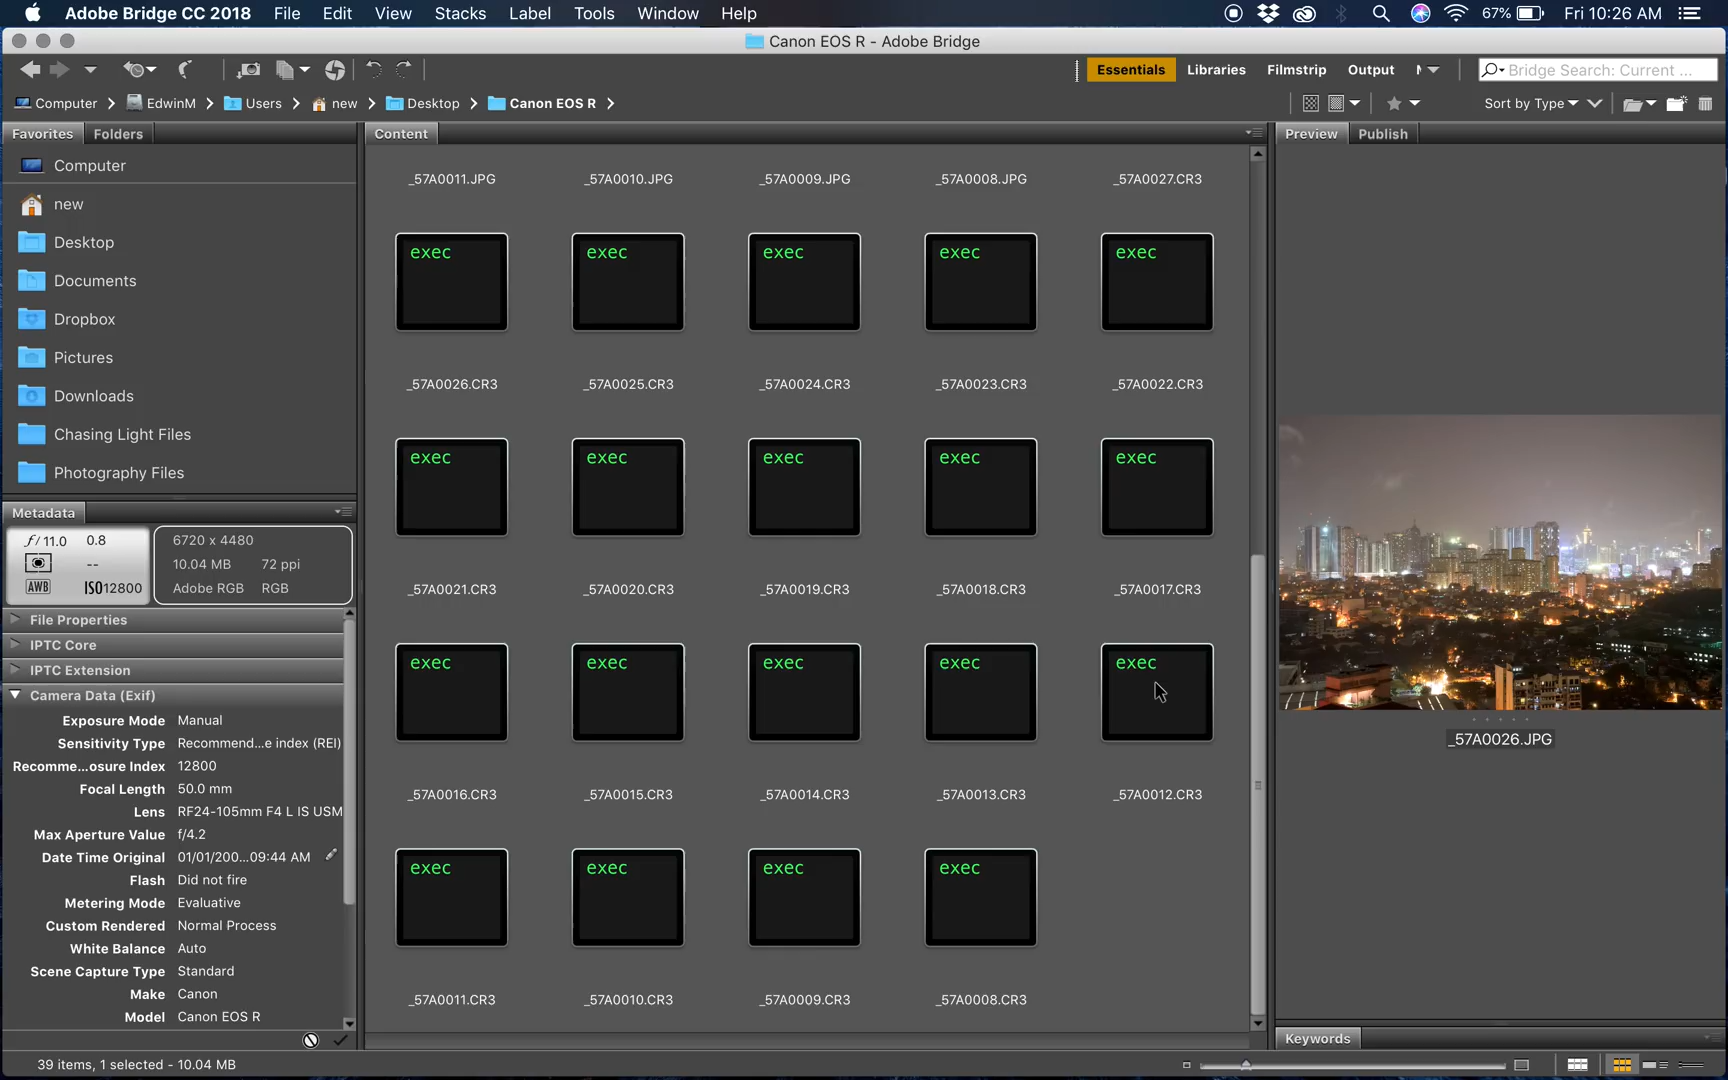 Adobe Bridge CC 2018 File Edit View Stacks Label Tools Window Help 67% Fri 10:26 AM
Canon EOS R - Adobe Bridge
Essentials Libraries Filmstrip Output Bridge Search: Current ...
Computer EdwinM Users new Desktop Canon EOS R Sort by Type
Favorites Folders
Computer
new
Desktop
Documents
Dropbox
Pictures
Downloads
Chasing Light Files
Photography Files
Metadata
f/11.0 0.8
--
AWB ISO12800
6720 x 4480
10.04 MB 72 ppi
Adobe RGB RGB
File Properties
IPTC Core
IPTC Extension
Camera Data (Exif)
Exposure Mode Manual
Sensitivity Type Recommend...e index (REI)
Recomme...osure Index 12800
Focal Length 50.0 mm
Lens RF24-105mm F4 L IS USM
Max Aperture Value f/4.2
Date Time Original 01/01/200...09:44 AM
Flash Did not fire
Metering Mode Evaluative
Custom Rendered Normal Process
White Balance Auto
Scene Capture Type Standard
Make Canon
Model Canon EOS R
39 items, 1 selected - 10.04 MB
Content
_57A0011.JPG _57A0010.JPG _57A0009.JPG _57A0008.JPG _57A0027.CR3
exec exec exec exec exec
_57A0026.CR3 _57A0025.CR3 _57A0024.CR3 _57A0023.CR3 _57A0022.CR3
exec exec exec exec exec
_57A0021.CR3 _57A0020.CR3 _57A0019.CR3 _57A0018.CR3 _57A0017.CR3
exec exec exec exec exec
_57A0016.CR3 _57A0015.CR3 _57A0014.CR3 _57A0013.CR3 _57A0012.CR3
exec exec exec exec
_57A0011.CR3 _57A0010.CR3 _57A0009.CR3 _57A0008.CR3
Preview Publish
_57A0026.JPG
Keywords